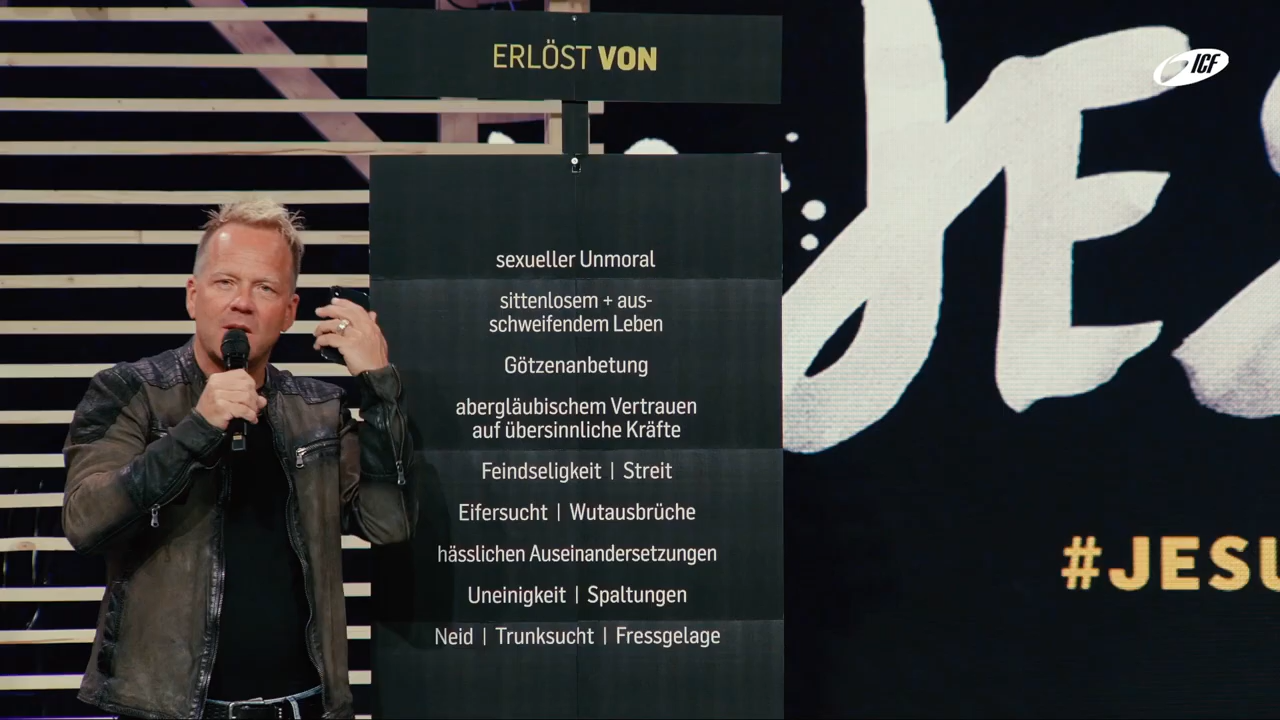 ERLÖST VON
ICF
JES
sexueller Unmoral
sittenlosem + aus-
schweifendem Leben
Götzenanbetung
abergläubischem Vertrauen
auf übersinnliche Kräfte
Feindseligkeit | Streit
Eifersucht | Wutausbrüche
hässlichen Auseinandersetzungen
Uneinigkeit | Spaltungen
Neid | Trunksucht | Fressgelage
#JESU